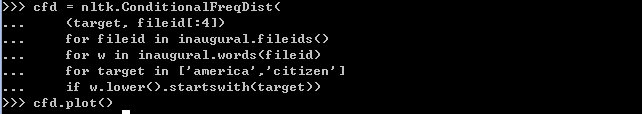 >>> cfd = nltk.ConditionalFreqDist(
...     (target, fileid[:4])
...     for fileid in inaugural.fileids()
...     for w in inaugural.words(fileid)
...     for target in ['america','citizen']
...     if w.lower().startswith(target))
>>> cfd.plot()